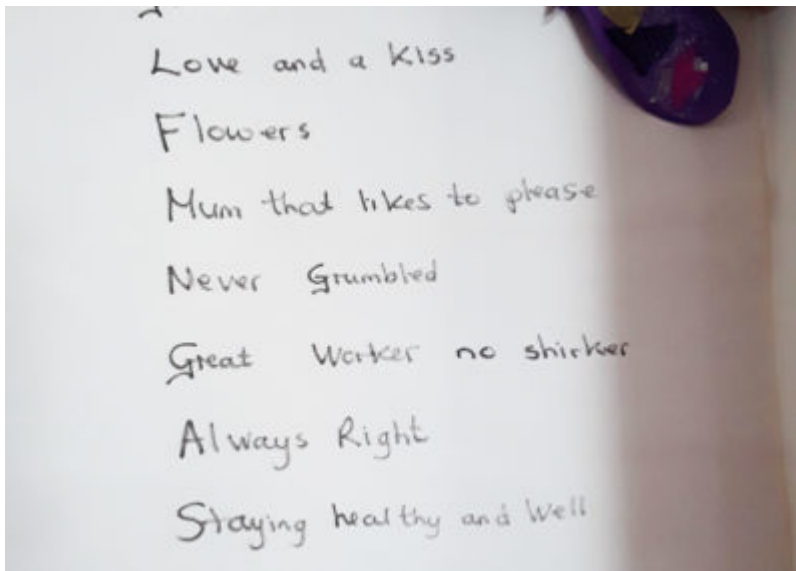 Love and a Kiss
Flowers
Mum that likes to please
Never Grumbled
Great Worker no shirker
Always Right
Staying healthy and Well